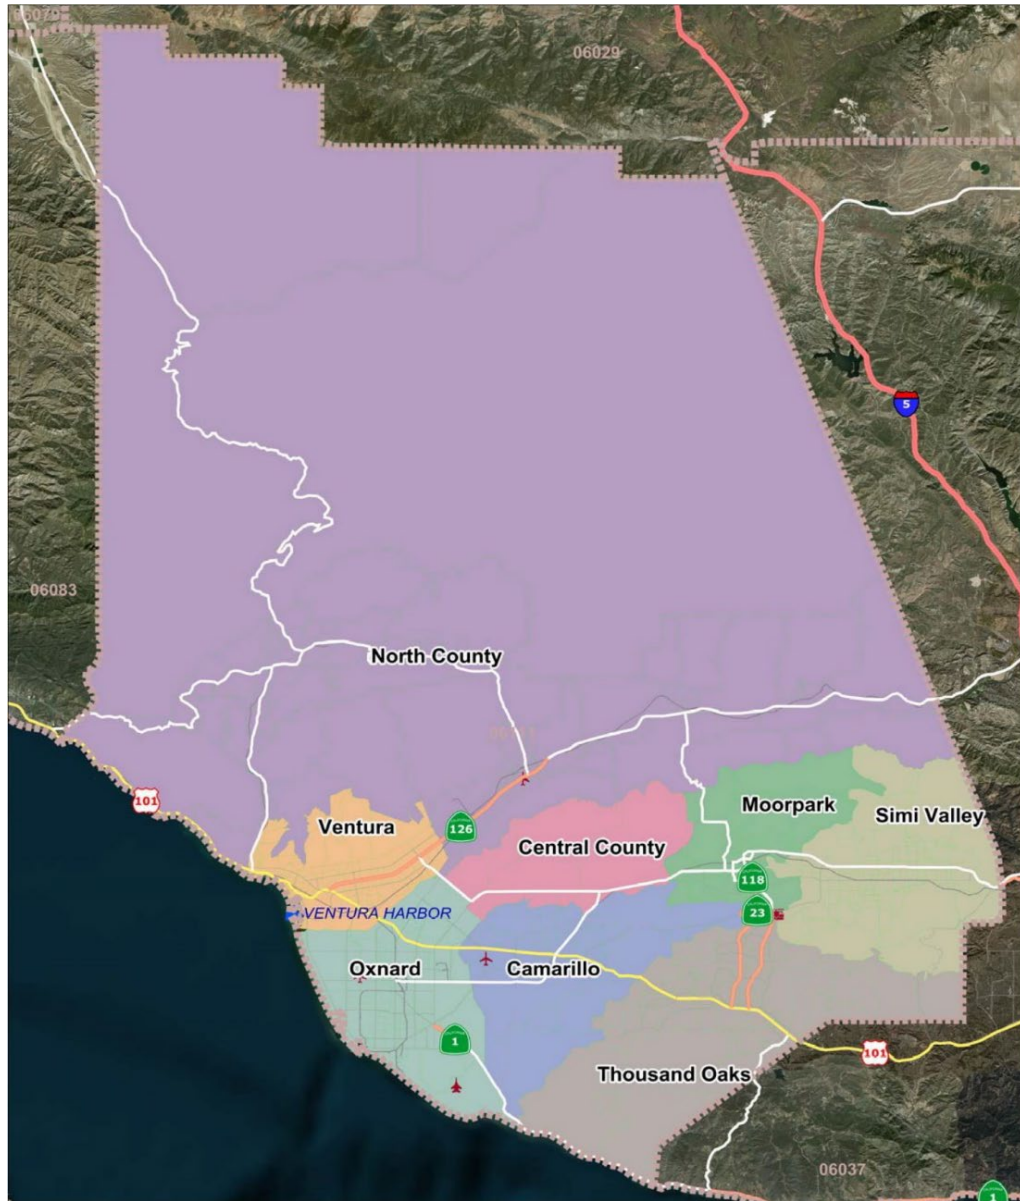 06079
06029
5
06083
North County
101
126
Ventura
Moorpark
Simi Valley
Central County
118
23
VENTURA HARBOR
Oxnard
Camarillo
1
101
Thousand Oaks
06037
1